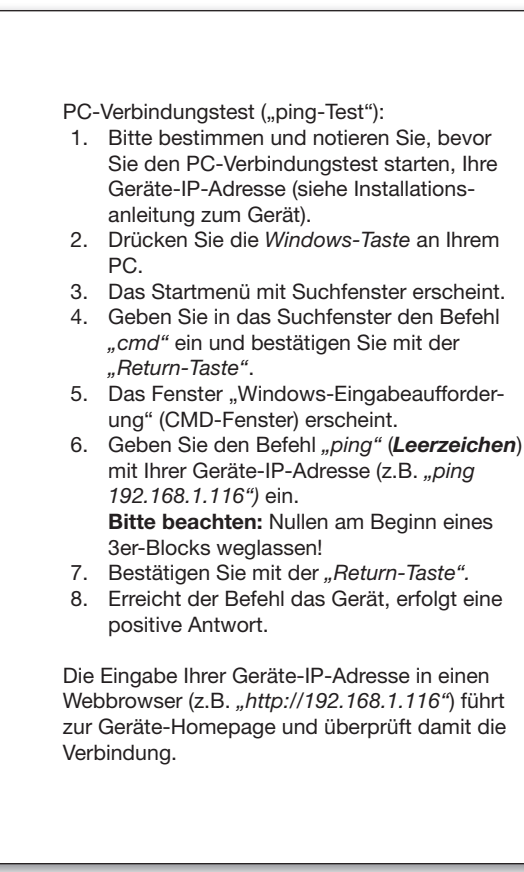 PC-Verbindungstest („ping-Test“):
1. Bitte bestimmen und notieren Sie, bevor
Sie den PC-Verbindungstest starten, Ihre
Geräte-IP-Adresse (siehe Installations-
anleitung zum Gerät).
2. Drücken Sie die Windows-Taste an Ihrem
PC.
3. Das Startmenü mit Suchfenster erscheint.
4. Geben Sie in das Suchfenster den Befehl
„cmd“ ein und bestätigen Sie mit der
„Return-Taste“.
5. Das Fenster „Windows-Eingabeaufforder-
ung“ (CMD-Fenster) erscheint.
6. Geben Sie den Befehl „ping“ (Leerzeichen)
mit Ihrer Geräte-IP-Adresse (z.B. „ping
192.168.1.116“) ein.
Bitte beachten: Nullen am Beginn eines
3er-Blocks weglassen!
7. Bestätigen Sie mit der „Return-Taste“.
8. Erreicht der Befehl das Gerät, erfolgt eine
positive Antwort.
Die Eingabe Ihrer Geräte-IP-Adresse in einen
Webbrowser (z.B. „http://192.168.1.116“) führt
zur Geräte-Homepage und überprüft damit die
Verbindung.